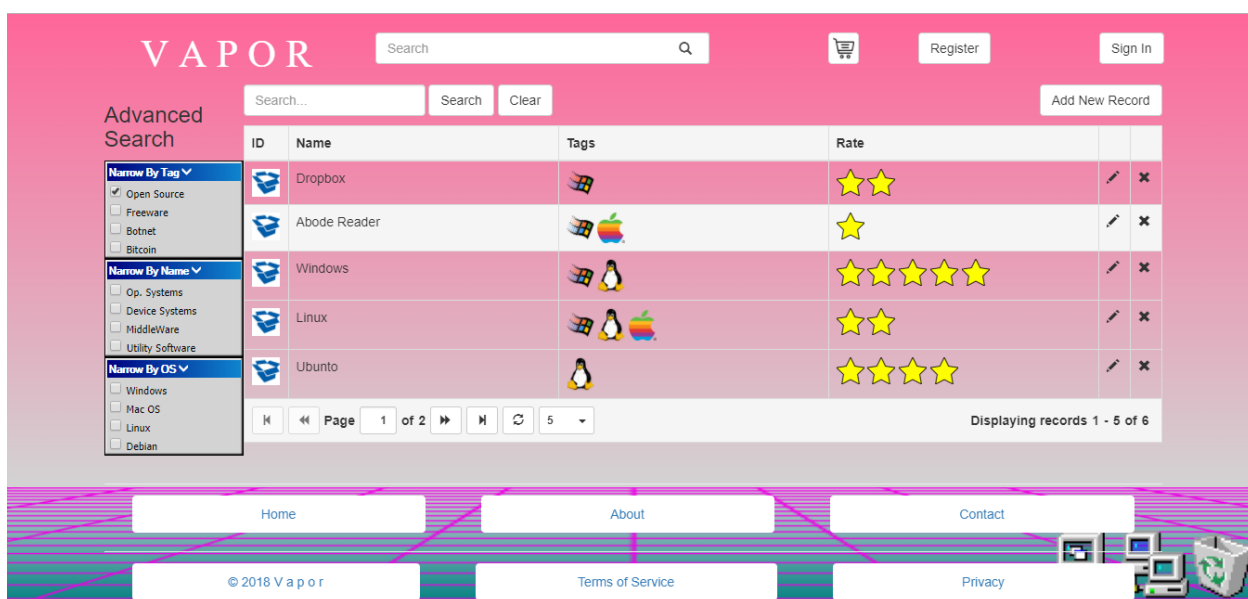 V A P O R
Search
Register
Sign In
Advanced
Search
Search...
Search
Clear
Add New Record
ID Name Tags Rate
Narrow By Tag
Open Source
Freeware
Botnet
Bitcoin
Narrow By Name
Op. Systems
Device Systems
MiddleWare
Utility Software
Narrow By OS
Windows
Mac OS
Linux
Debian
Dropbox
Abode Reader
Windows
Linux
Ubunto
Page 1 of 2 5 Displaying records 1 - 5 of 6
Home About Contact
© 2018 V a p o r Terms of Service Privacy